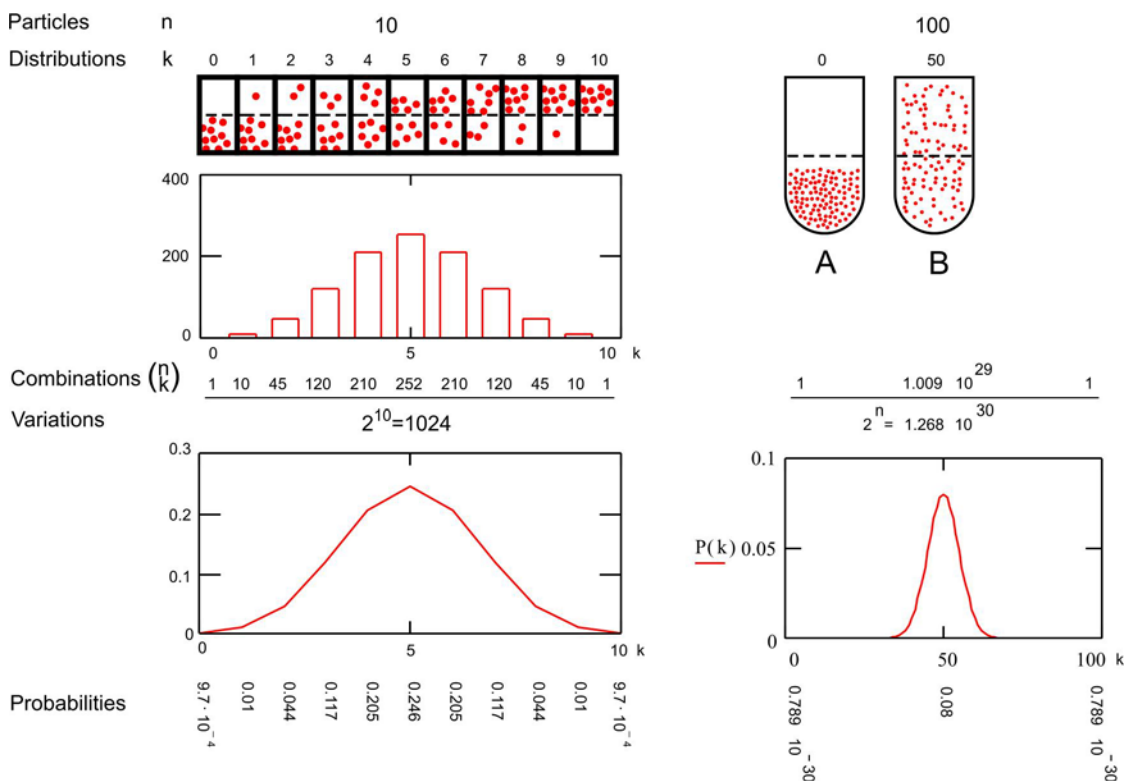 Particles n 10 100
Distributions k 0 1 2 3 4 5 6 7 8 9 10 0 50
A B
400
200
0
0 5 10 k
Combinations (n k) 1 10 45 120 210 252 210 120 45 10 1 1 1.009 10^29 1
Variations 2^10=1024 2^n = 1.268 10^30
0.3
0.2
0.1
0
0 5 10 k
0.1
P(k) 0.05
0
0 50 100 k
Probabilities 9.7·10^-4 0.01 0.044 0.117 0.205 0.246 0.205 0.117 0.044 0.01 9.7·10^-4 0.789 10^-30 0.08 0.789 10^-30